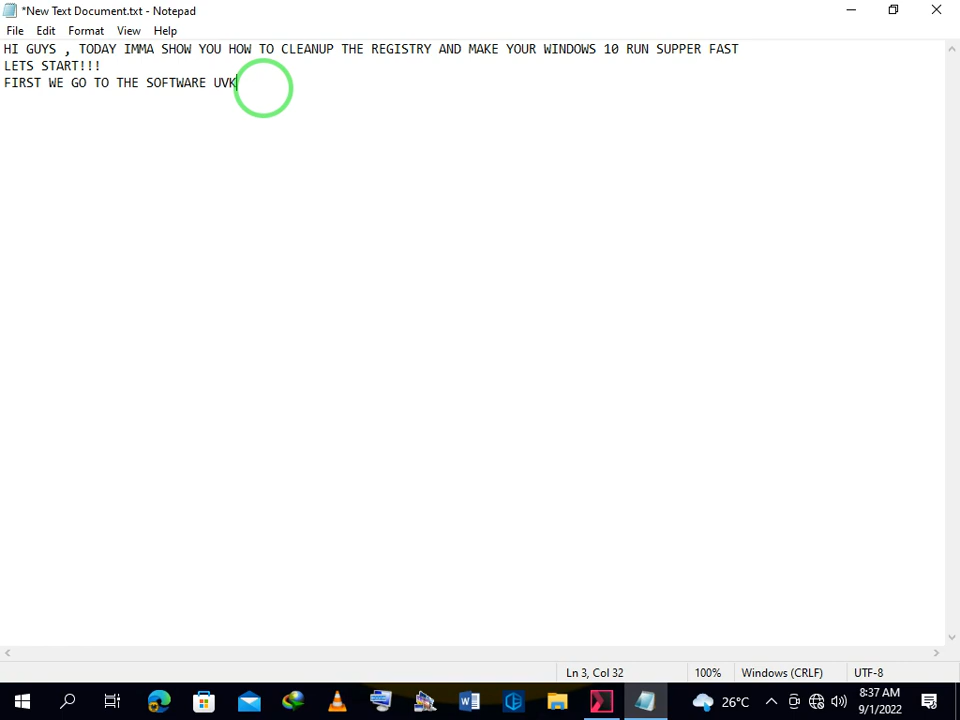 *New Text Document.txt - Notepad
File Edit Format View Help
HI GUYS , TODAY IMMA SHOW YOU HOW TO CLEANUP THE REGISTRY AND MAKE YOUR WINDOWS 10 RUN SUPPER FAST
LETS START!!!
FIRST WE GO TO THE SOFTWARE UVK
Ln 3, Col 32 100% Windows (CRLF) UTF-8
26°C
8:37 AM
9/1/2022